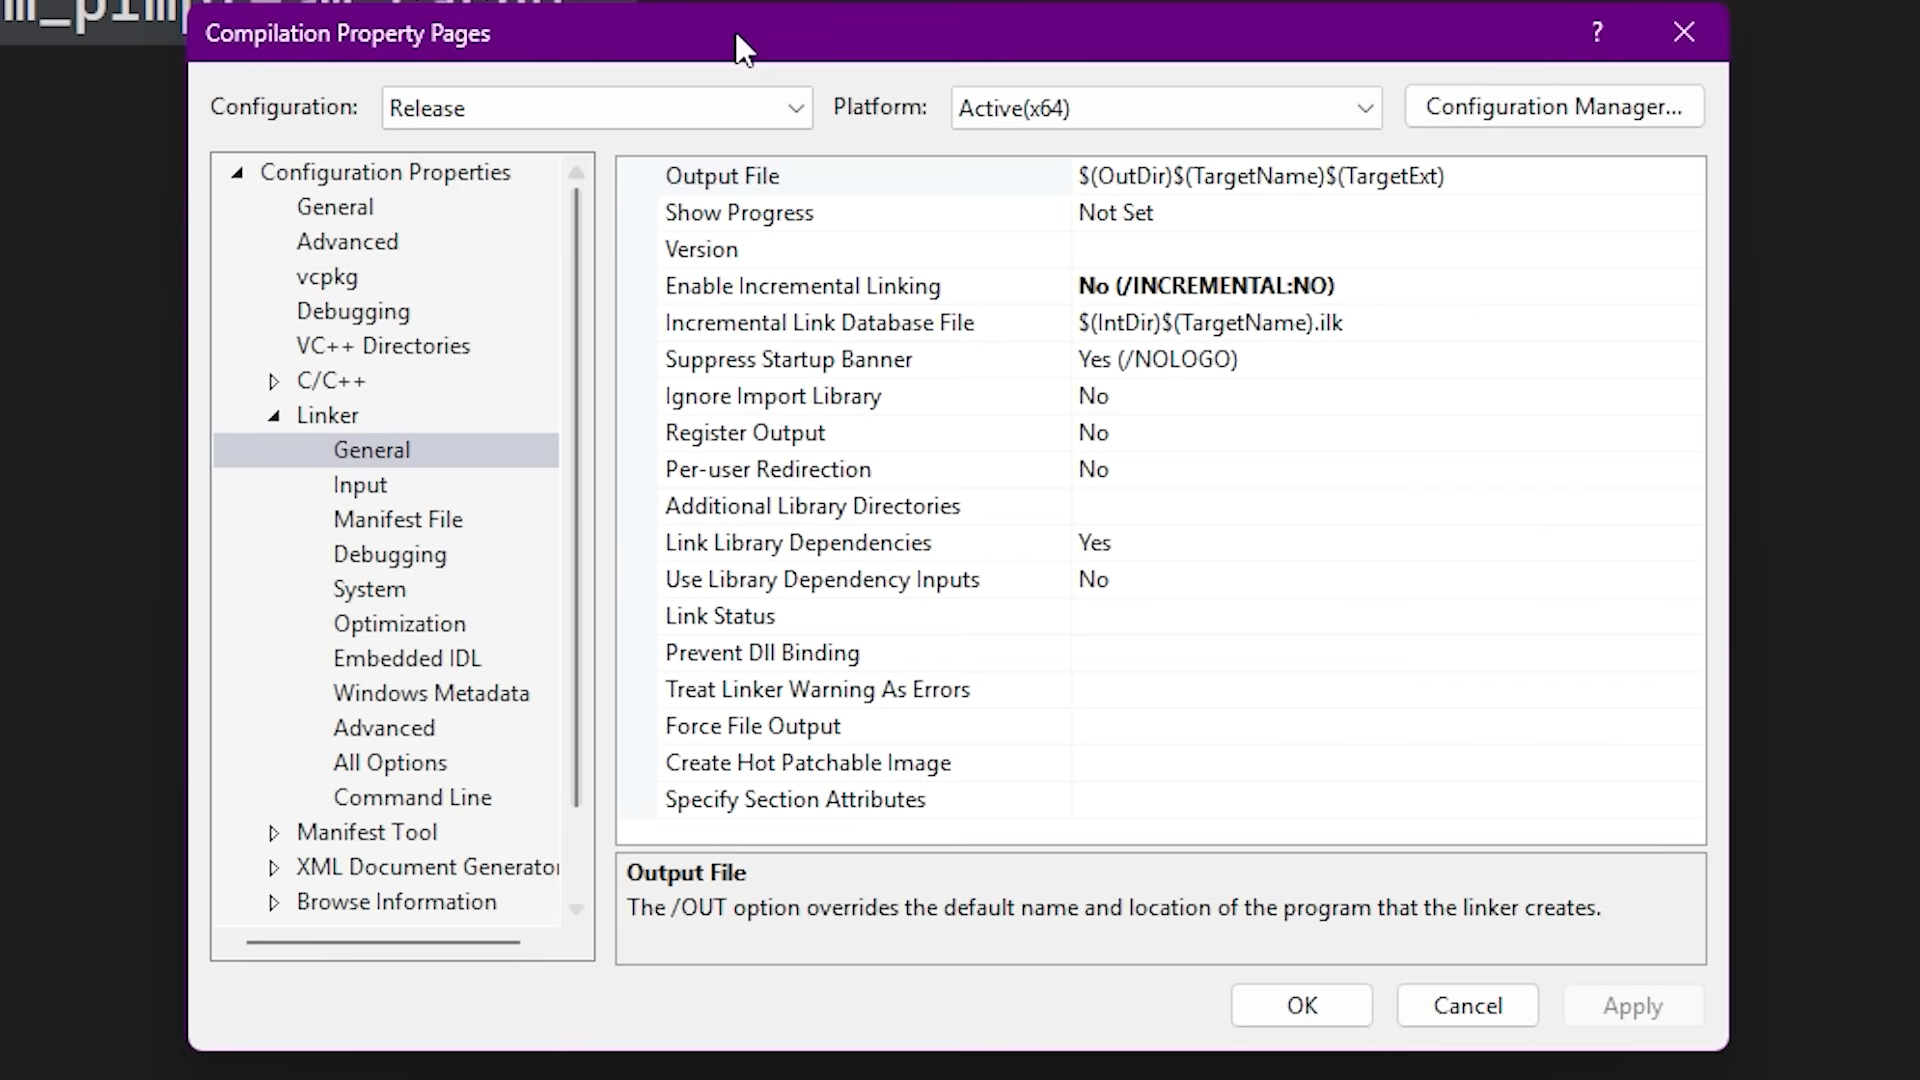 Compilation Property Pages
?
Configuration: Release Platform: Active(x64) Configuration Manager...
Configuration Properties
General
Advanced
vcpkg
Debugging
VC++ Directories
C/C++
Linker
General
Input
Manifest File
Debugging
System
Optimization
Embedded IDL
Windows Metadata
Advanced
All Options
Command Line
Manifest Tool
XML Document Generator
Browse Information
Output File $(OutDir)$(TargetName)$(TargetExt)
Show Progress Not Set
Version
Enable Incremental Linking No (/INCREMENTAL:NO)
Incremental Link Database File $(IntDir)$(TargetName).ilk
Suppress Startup Banner Yes (/NOLOGO)
Ignore Import Library No
Register Output No
Per-user Redirection No
Additional Library Directories
Link Library Dependencies Yes
Use Library Dependency Inputs No
Link Status
Prevent Dll Binding
Treat Linker Warning As Errors
Force File Output
Create Hot Patchable Image
Specify Section Attributes
Output File
The /OUT option overrides the default name and location of the program that the linker creates.
OK Cancel Apply